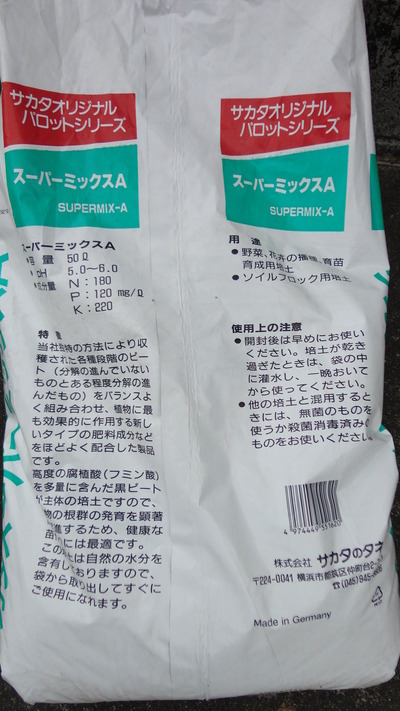 サカタオリジナル
パロットシリーズ
スーパーミックスA
SUPERMIX-A
スーパーミックスA
量 50ℓ
pH 5.0〜6.0
成分量 N:180
P:120 mg/ℓ
K:220
特
当社独特の方法により収
穫された各種段階のピート
(分解の進んでいない
ものとある程度分解の進
んだもの)をバランスよ
く組み合わせ、植物に最
も効果的に作用する新し
いタイプの肥料成分など
をほどよく配合した製品
です。
高度の腐植酸(フミン酸)
を多量に含んだ黒ピート
が主体の培土ですので、
物の根群の発育を顕著
進するため、健康な
苗には最適です。
この土は自然の水分を
含有しておりますので、
袋から取り出してすぐに
ご使用になれます。
サカタオリジナル
パロットシリーズ
スーパーミックスA
SUPERMIX-A
用 途
● 野菜、花卉の播種、育苗
育成用培土
● ソイルブロック用培土
使用上の注意
● 開封後は早めにお使い
ください。培土が乾き
過ぎたときは、袋の中
に灌水し、一晩おいて
から使ってください。
● 他の培土と混用すると
きには、無菌のものを
使うか殺菌消毒済みの
ものをお使いください。
4 974449 351620
株式会社 サカタのタネ
〒224-0041 横浜市都筑区仲町台2-
☎(045)945-
Made in Germany